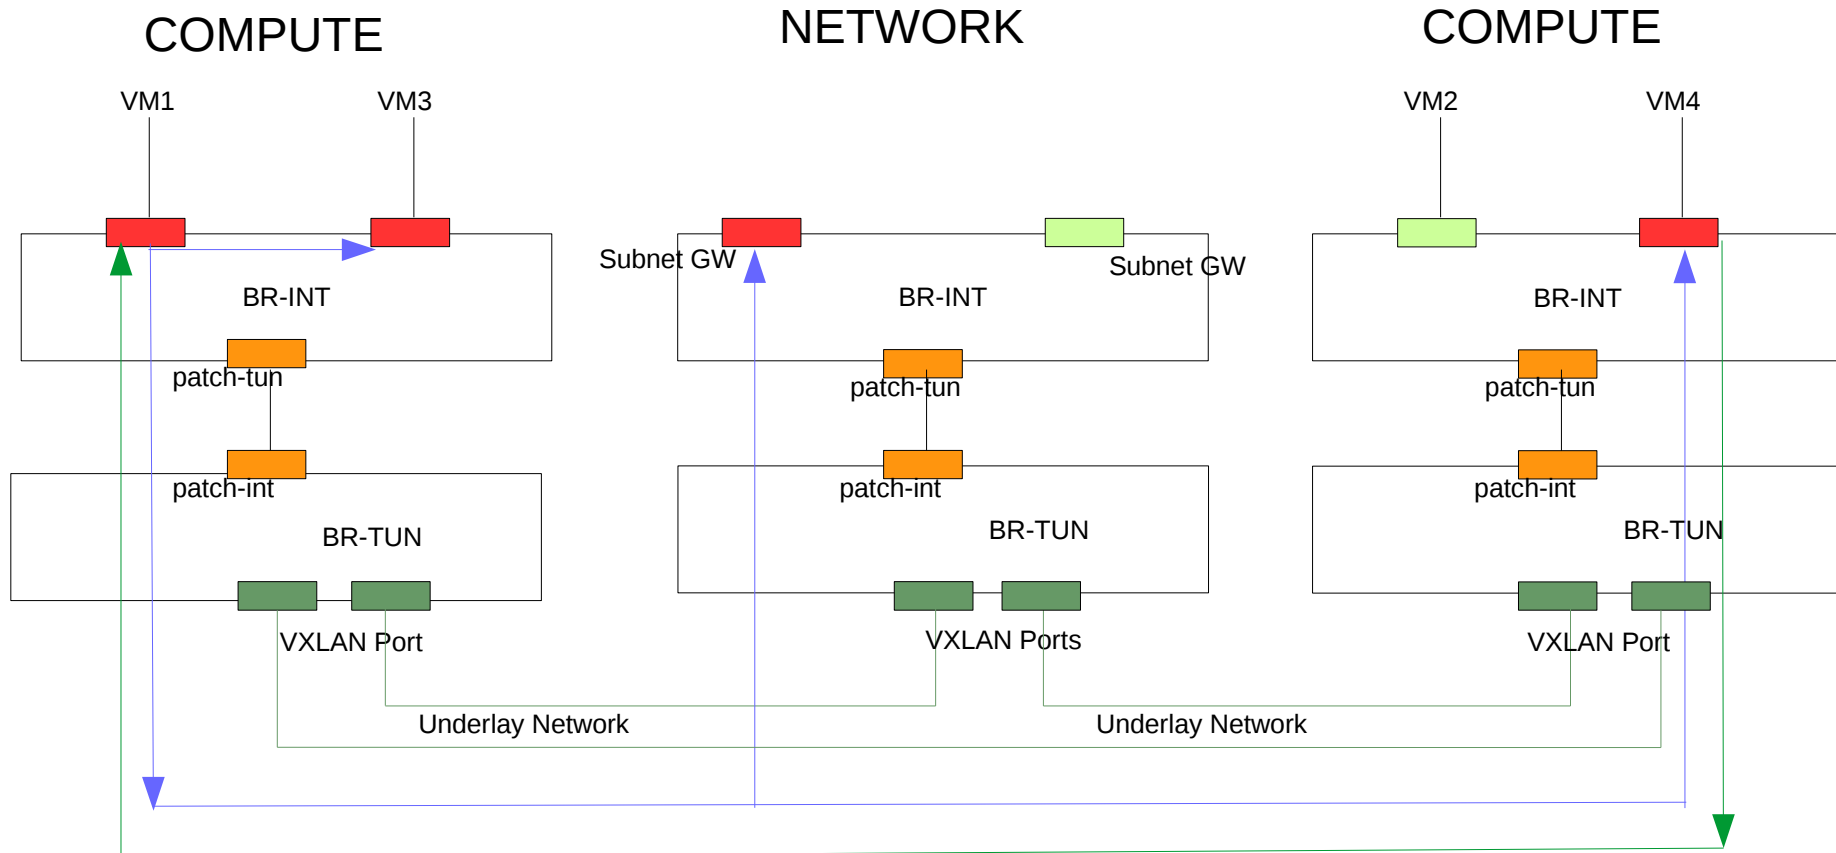 COMPUTE
NETWORK
COMPUTE
VM1
VM3
VM2
VM4
Subnet GW
Subnet GW
BR-INT
BR-INT
BR-INT
patch-tun
patch-tun
patch-tun
patch-int
patch-int
patch-int
BR-TUN
BR-TUN
BR-TUN
VXLAN Port
VXLAN Ports
VXLAN Port
Underlay Network
Underlay Network